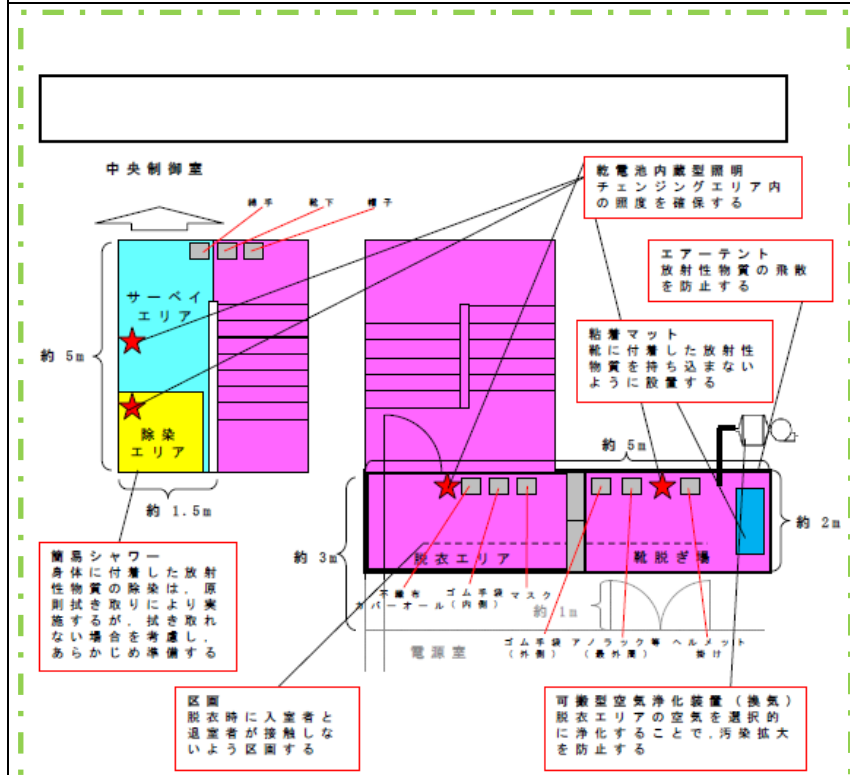 中央制御室
綿手
靴下
帽子
乾電池内蔵型照明
チェンジングエリア内
の照度を確保する
エアーテント
放射性物質の飛散
を防止する
サーベイ
エリア
約 5m
粘着マット
靴に付着した放射性
物質を持ち込まない
ように設置する
除染
エリア
約 5m
約 1.5m
約 2m
約 3m
脱衣エリア
靴脱ぎ場
簡易シャワー
身体に付着した放射
性物質の除染は，原
則拭き取りにより実
施するが，拭き取れ
ない場合を考慮し，
あらかじめ準備する
不織布
カバーオール
ゴム手袋
（内側）
マスク
約 1m
電源室
ゴム手袋
（外側）
アノラック等
（最外層）
ヘルメット
掛け
区画
脱衣時に入室者と
退室者が接触しな
いよう区画する
可搬型空気浄化装置（換気）
脱衣エリアの空気を選択的
に浄化することで，汚染拡大
を防止する